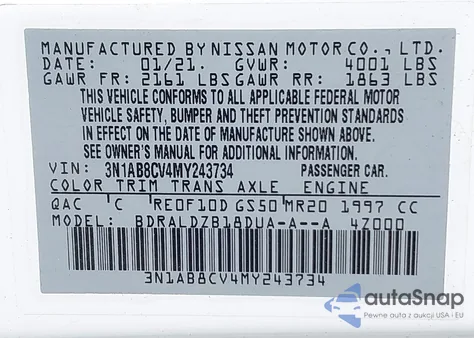 MANUFACTURED BY NISSAN MOTOR CO., LTD.
DATE: 01/21. GVWR: 4001 LBS
GAWR FR: 2161 LBS GAWR RR: 1863 LBS
THIS VEHICLE CONFORMS TO ALL APPLICABLE FEDERAL MOTOR
VEHICLE SAFETY, BUMPER AND THEFT PREVENTION STANDARDS
IN EFFECT ON THE DATE OF MANUFACTURE SHOWN ABOVE.
SEE OWNER'S MANUAL FOR ADDITIONAL INFORMATION.
VIN: 3N1AB8CV4MY243734 PASSENGER CAR.
COLOR TRIM TRANS AXLE ENGINE
QAC C RE0F10D GS50 MR20 1997 CC
MODEL: BDRALDZB18DUA-A--A 4Z000
3N1AB8CV4MY243734
autoSnap
Pewne auta z aukcji USA i EU